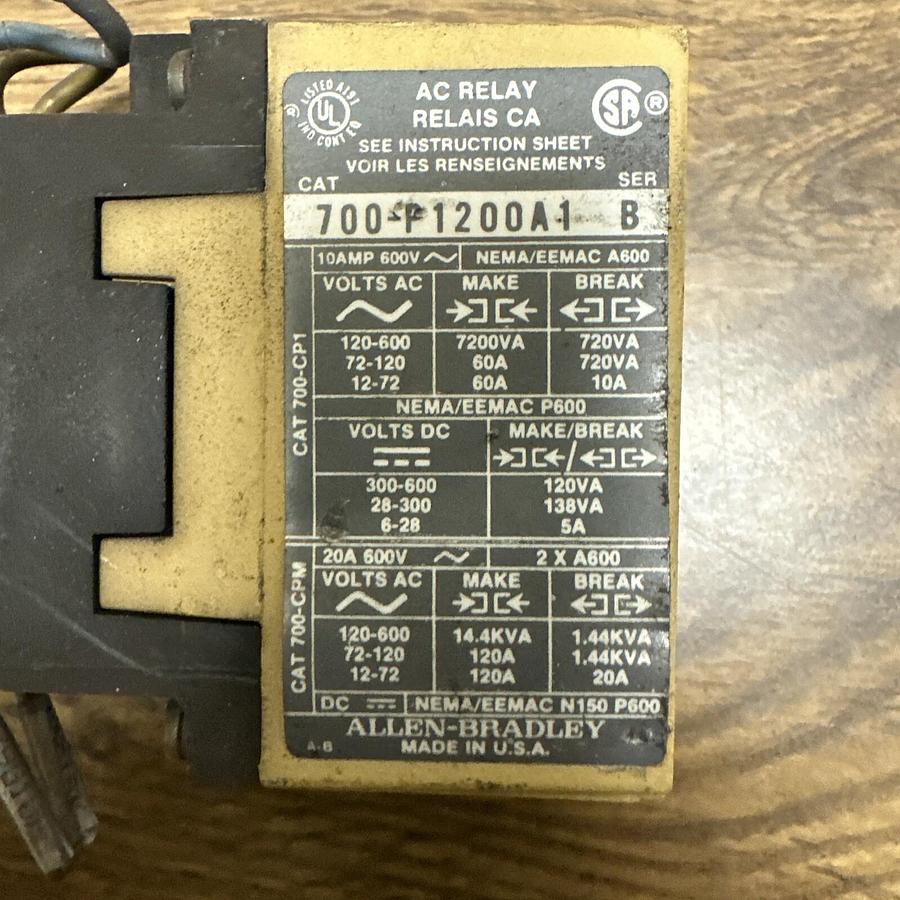 LISTED A191
UL
IND CONT EQ
AC RELAY
RELAIS CA
SA ®
SEE INSTRUCTION SHEET
VOIR LES RENSEIGNEMENTS
CAT SER
700-P1200A1 B
10AMP 600V NEMA/EEMAC A600
CAT 700-CP1
VOLTS AC MAKE BREAK
120-600 7200VA 720VA
72-120 60A 720VA
12-72 60A 10A
NEMA/EEMAC P600
VOLTS DC MAKE/BREAK
300-600 120VA
28-300 138VA
6-28 5A
CAT 700-CPM
20A 600V 2 X A600
VOLTS AC MAKE BREAK
120-600 14.4KVA 1.44KVA
72-120 120A 1.44KVA
12-72 120A 20A
DC NEMA/EEMAC N150 P600
ALLEN-BRADLEY
A-6 MADE IN U.S.A.